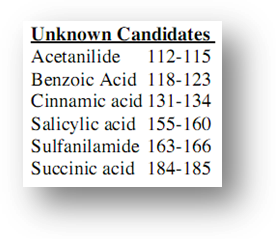 Unknown Candidates
Acetanilide 112-115
Benzoic Acid 118-123
Cinnamic acid 131-134
Salicylic acid 155-160
Sulfanilamide 163-166
Succinic acid 184-185